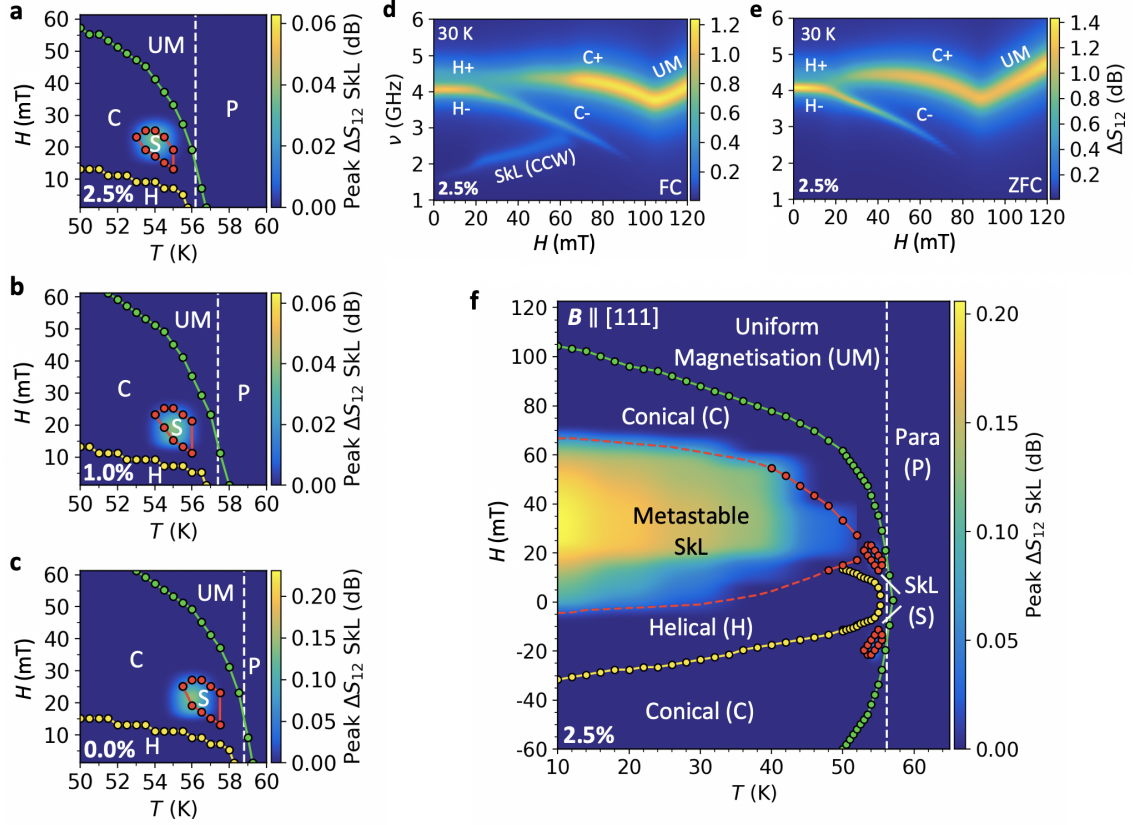 a
60
50
40
30
20
10
H (mT)
UM
C
P
S
H
2.5%
50 52 54 56 58 60
T (K)
0.06
0.04
0.02
0.00
Peak ΔS12 SkL (dB)
b
60
50
40
30
20
10
H (mT)
UM
C
P
S
H
1.0%
50 52 54 56 58 60
T (K)
0.06
0.04
0.02
0.00
Peak ΔS12 SkL (dB)
c
60
50
40
30
20
10
H (mT)
UM
C
P
S
H
0.0%
50 52 54 56 58 60
T (K)
0.20
0.15
0.10
0.05
0.00
Peak ΔS12 SkL (dB)
d
6
5
4
3
2
1
ν (GHz)
30 K
H+
C+
UM
H-
C-
SkL (CCW)
2.5%
FC
0 20 40 60 80 100 120
H (mT)
1.2
1.0
0.8
0.6
0.4
0.2
e
6
5
4
3
2
1
30 K
H+
C+
UM
H-
C-
2.5%
ZFC
0 20 40 60 80 100 120
H (mT)
1.4
1.2
1.0
0.8
0.6
0.4
0.2
ΔS12 (dB)
f
120
100
80
60
40
20
0
-20
-40
-60
H (mT)
B ∥ [111]
Uniform
Magnetisation (UM)
Conical (C)
Para
(P)
Metastable
SkL
SkL
(S)
Helical (H)
Conical (C)
2.5%
10 20 30 40 50 60
T (K)
0.20
0.15
0.10
0.05
0.00
Peak ΔS12 SkL (dB)